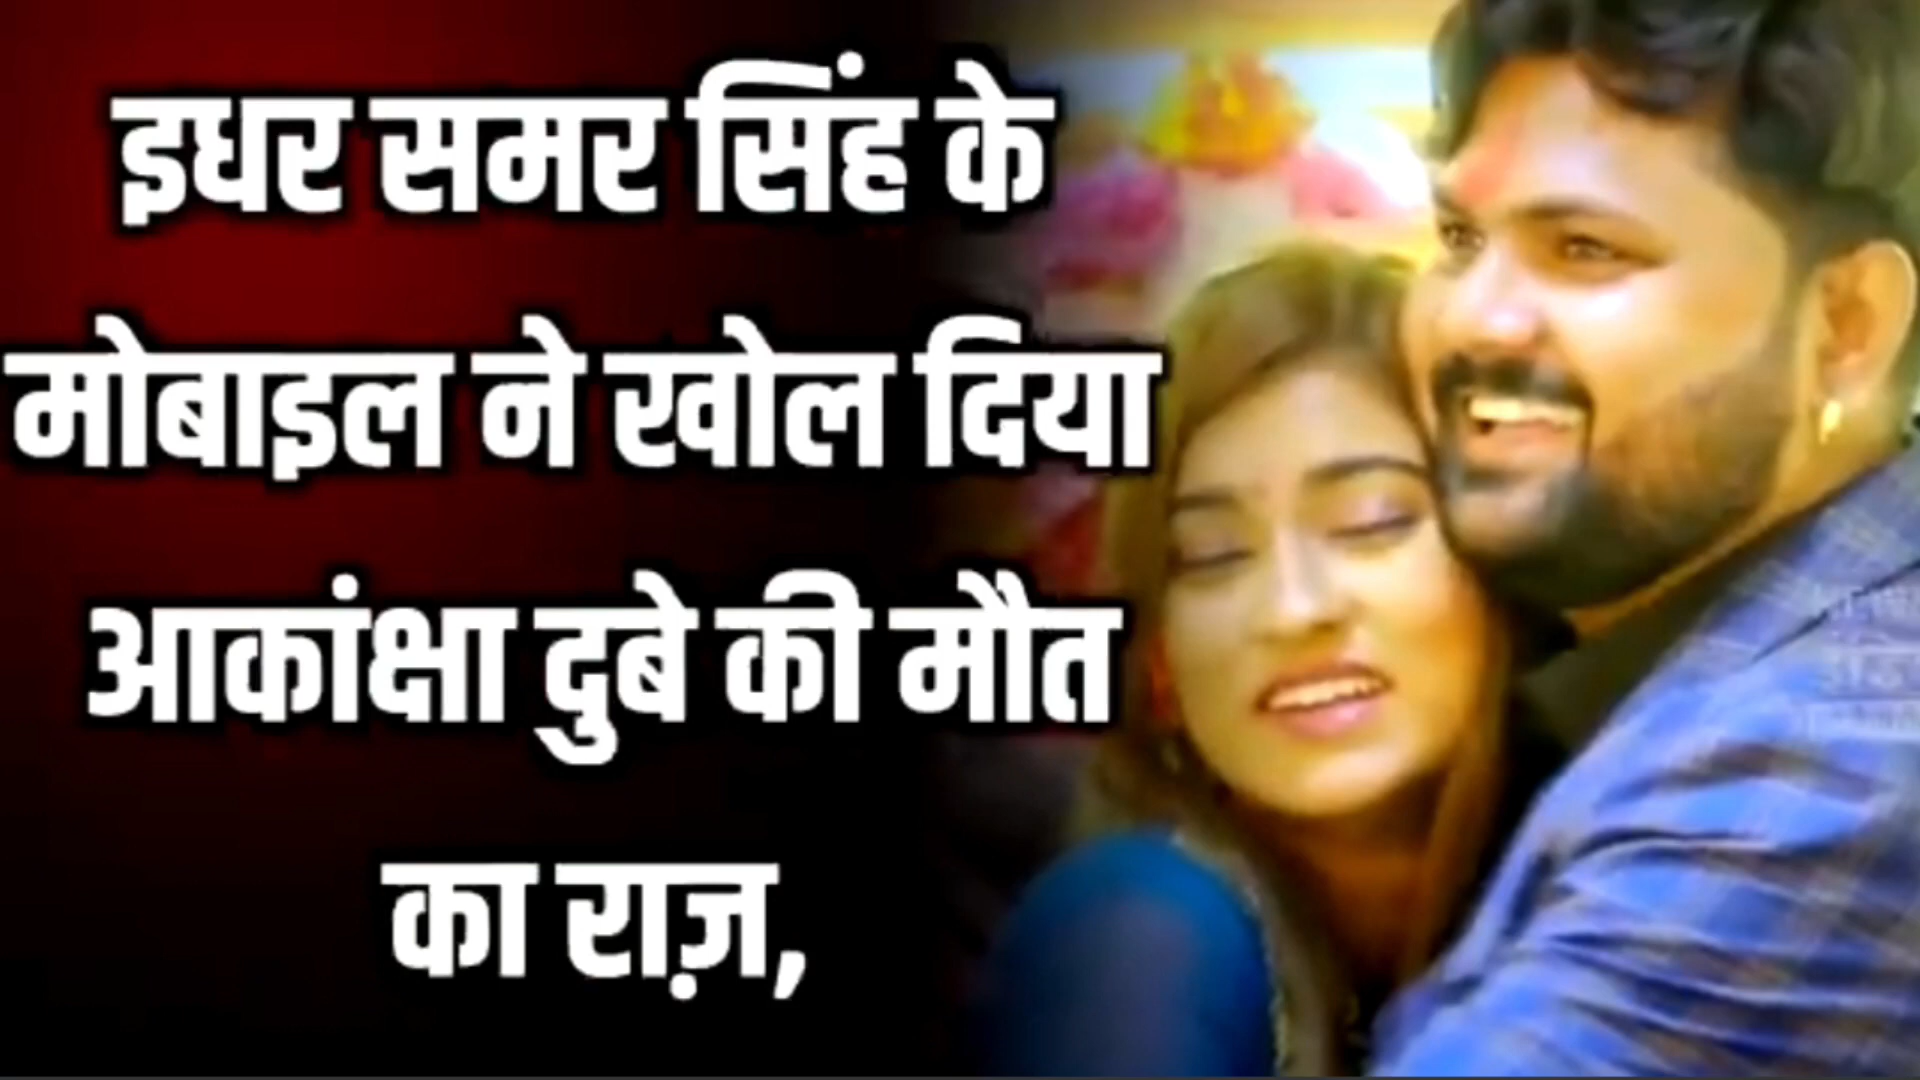 इधर समर सिंह के
मोबाइल ने खोल दिया
आकांक्षा दुबे की मौत
का राज़,